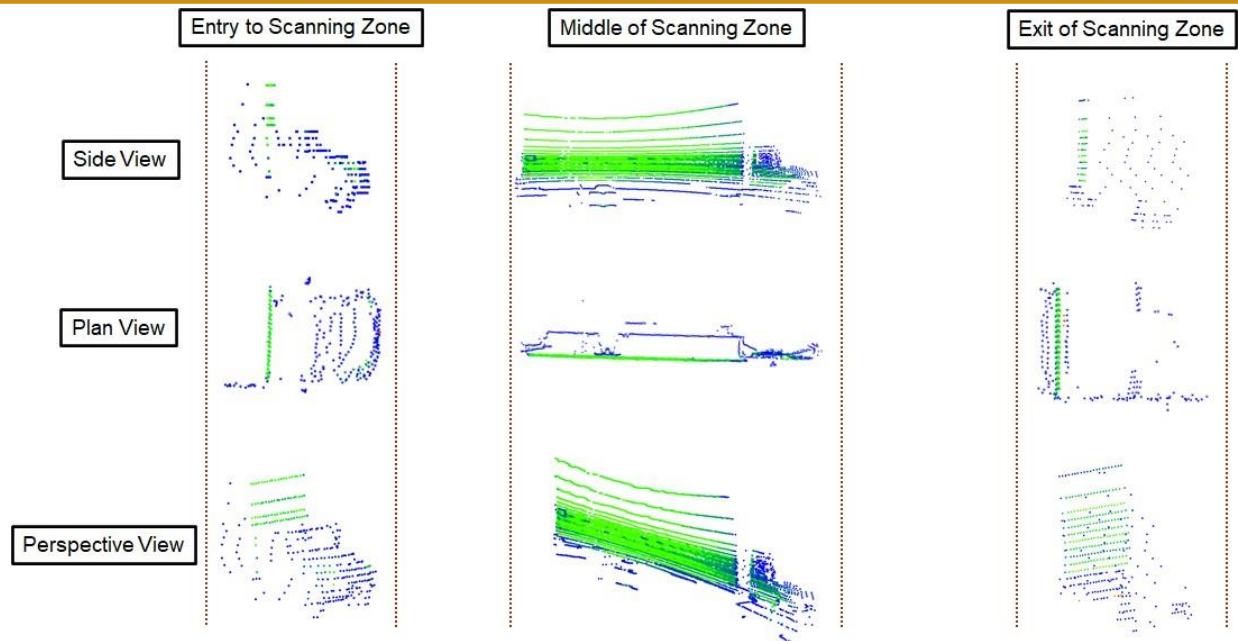 Entry to Scanning Zone
Middle of Scanning Zone
Exit of Scanning Zone
Side View
Plan View
Perspective View